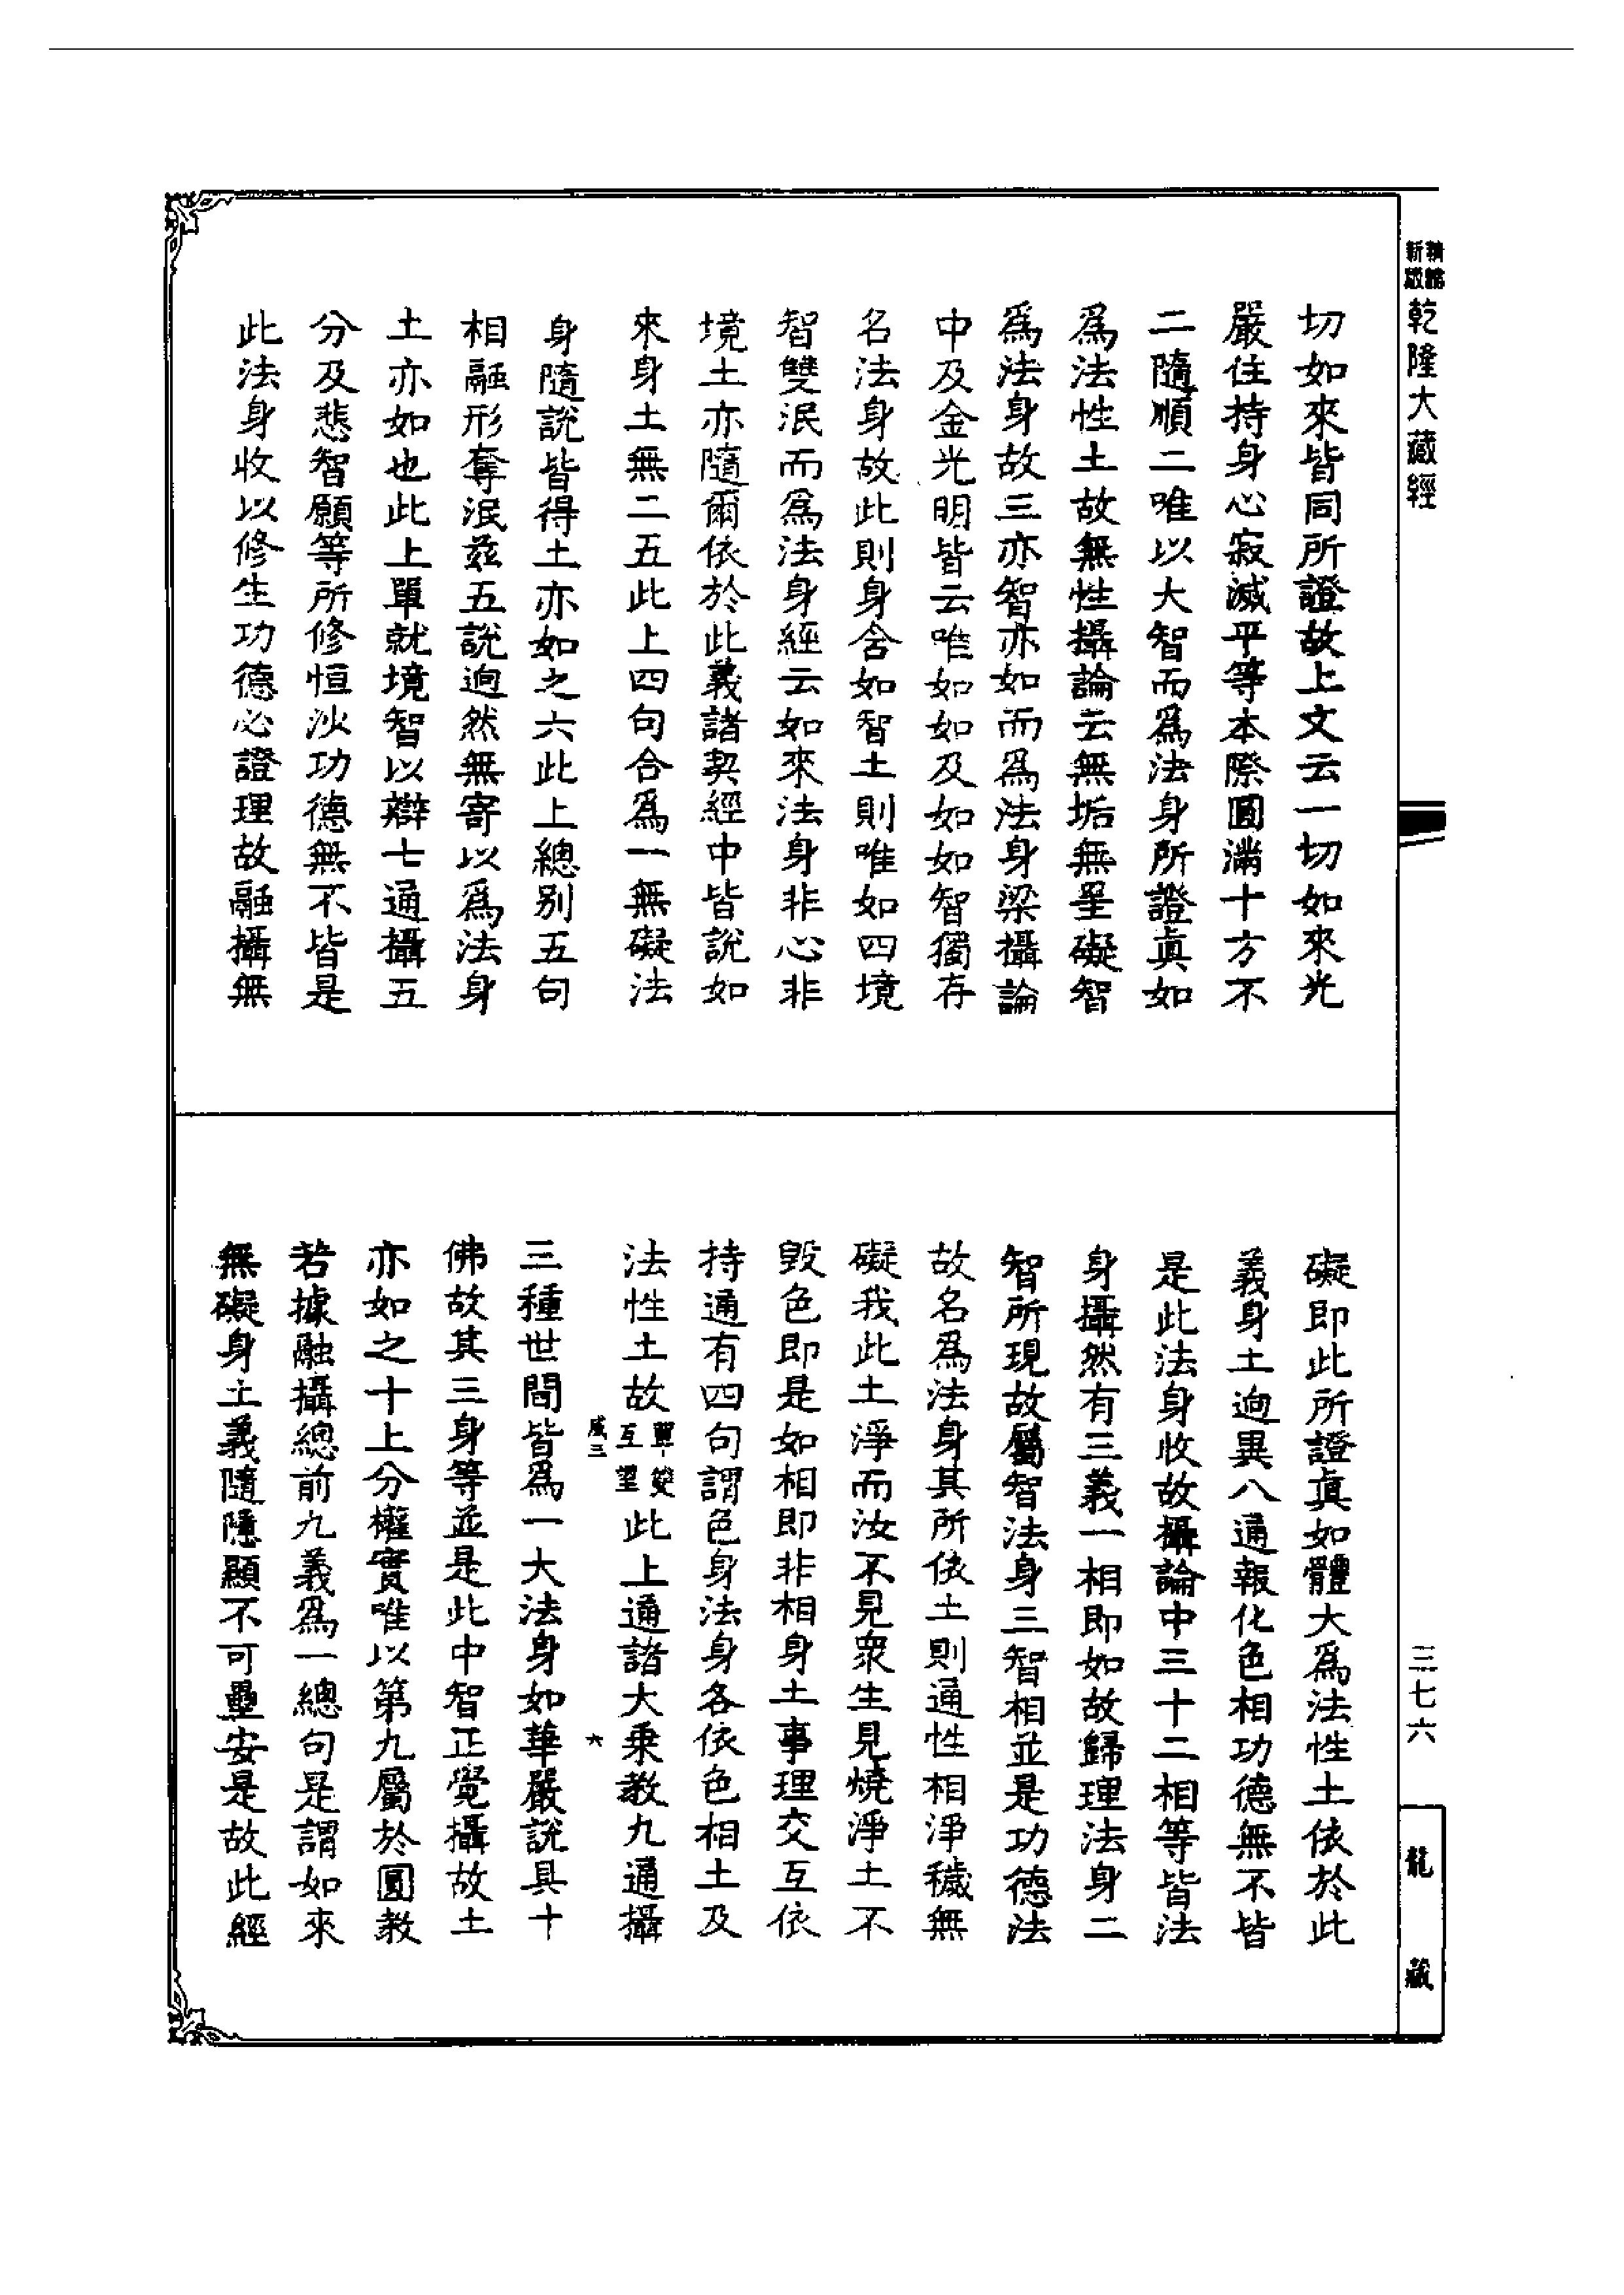 乾隆大藏經
切如來皆同所證故上文云一切如來光
嚴住持身心寂滅平等本際圓滿十方不
二隨順二唯以大智而爲法身所證眞如
爲法性土故無性攝論云無垢無罣礙智
爲法身故三亦智亦如而爲法身梁攝論
中及金光明皆云唯如如及如如智獨存
名法身故此則身含如智土則唯如四境
智雙泯而爲法身經云如來法身非心非
境土亦隨爾依於此義諸契經中皆說如
來身土無二五此上四句合爲一無礙法
身隨說皆得土亦如之六此上總别五句
相融形奪泯茲五說逈然無寄以爲法身
土亦如也此上單就境智以辯七通攝五
分及悲智願等所修恒沙功德無不皆是
此法身收以修生功德必證理故融攝無
礙即此所證眞如體大爲法性土依於此
義身土逈異八通報化色相功德無不皆
是此法身收故攝論中三十二相等皆法
身攝然有三義一相即如故歸理法身二
智所現故屬智法身三智相並是功德法
故名爲法身其所依土則通性相淨穢無
礙我此土淨而汝不見衆生見燒淨土不
毀色即是如相即非相身土事理交互依
持通有四句謂色身法身各依色相土及
法性土故單雙互望此上通諸大乘教九通攝
三種世間皆爲一大法身如華嚴說具十
佛故其三身等並是此中智正覺攝故土
亦如之十上分權實唯以第九屬於圓教
若據融攝總前九義爲一總句是謂如來
無礙身土義隨隱顯不可壘安是故此經
六
三七六
龍藏